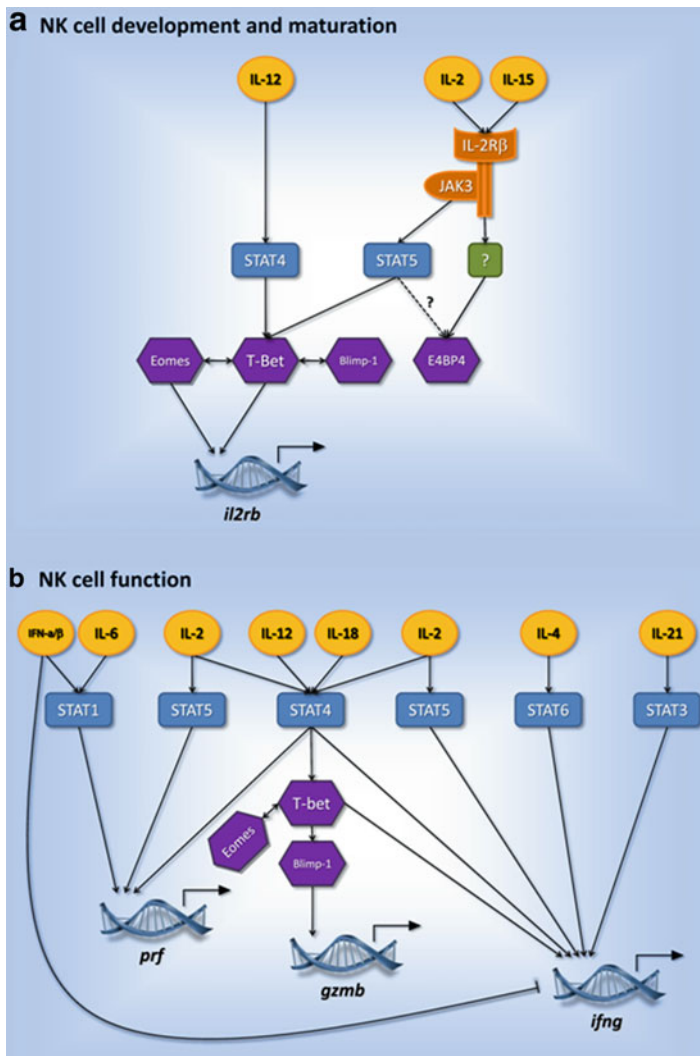 a NK cell development and maturation
IL-12 IL-2 IL-15
IL-2Rβ
JAK3
STAT4 STAT5 ?
?
Eomes T-Bet Blimp-1 E4BP4
il2rb
b NK cell function
IFN-a/β IL-6 IL-2 IL-12 IL-18 IL-2 IL-4 IL-21
STAT1 STAT5 STAT4 STAT5 STAT6 STAT3
T-bet
Eomes
Blimp-1
prf
gzmb
ifng